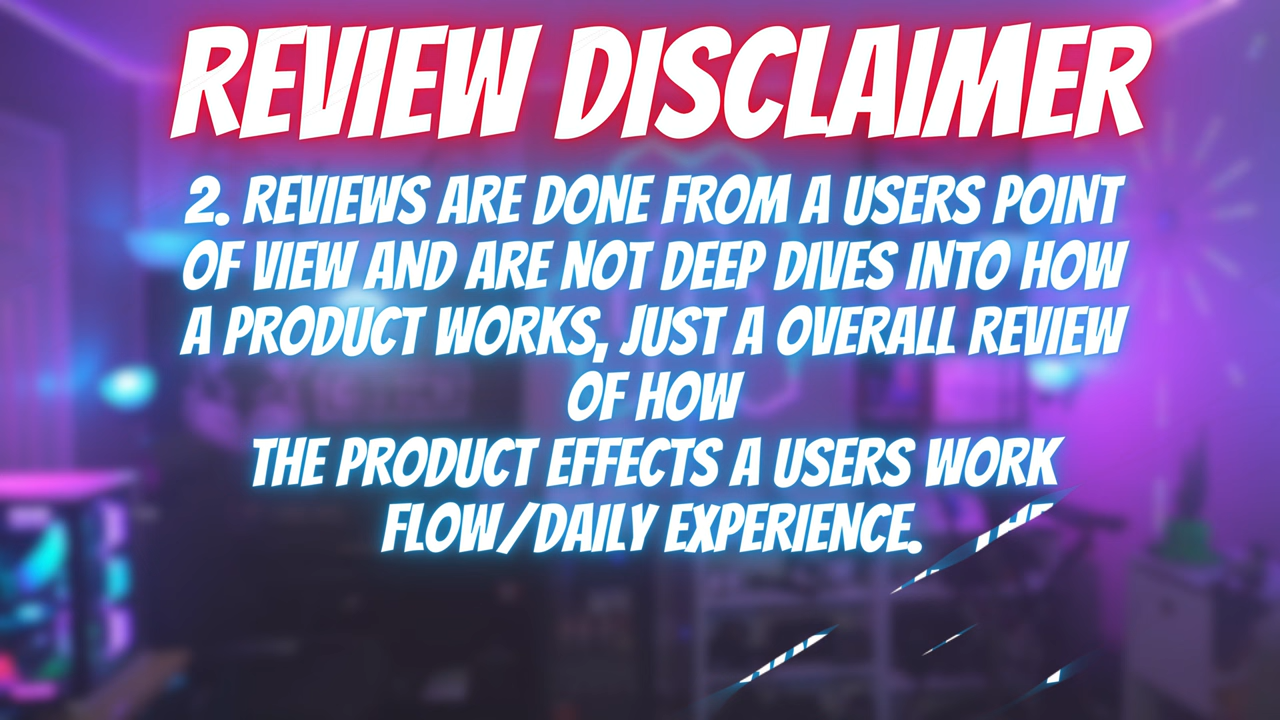 REVIEW DISCLAIMER
2. REVIEWS ARE DONE FROM A USERS POINT
OF VIEW AND ARE NOT DEEP DIVES INTO HOW
A PRODUCT WORKS, JUST A OVERALL REVIEW
OF HOW
THE PRODUCT EFFECTS A USERS WORK
FLOW/DAILY EXPERIENCE.